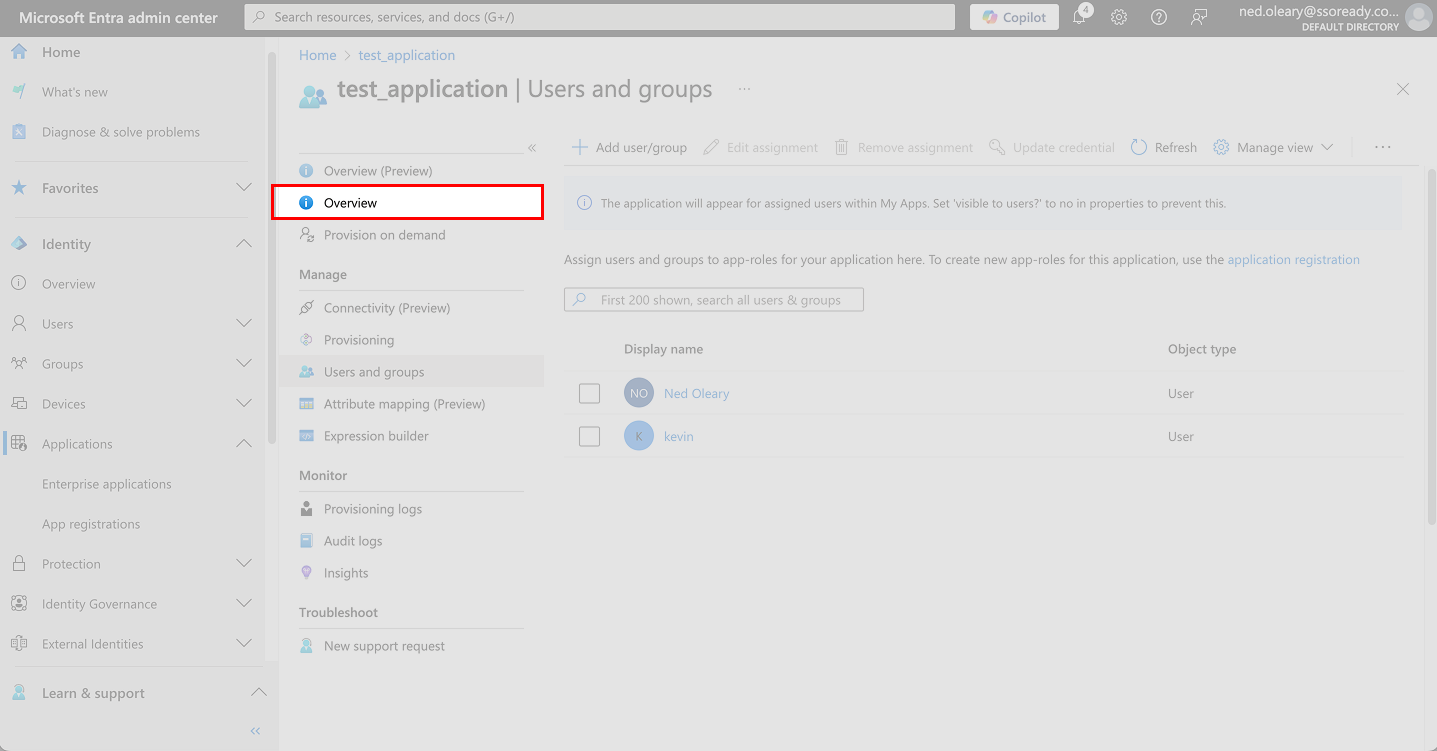 Microsoft Entra admin center
Search resources, services, and docs (G+/)
Copilot
4
ned.oleary@ssoready.co...
DEFAULT DIRECTORY
Home
What's new
Diagnose & solve problems
Favorites
Identity
Overview
Users
Groups
Devices
Applications
Enterprise applications
App registrations
Protection
Identity Governance
External Identities
Learn & support
Home > test_application
test_application | Users and groups
Overview (Preview)
Overview
Provision on demand
Manage
Connectivity (Preview)
Provisioning
Users and groups
Attribute mapping (Preview)
Expression builder
Monitor
Provisioning logs
Audit logs
Insights
Troubleshoot
New support request
Add user/group Edit assignment Remove assignment Update credential Refresh Manage view
The application will appear for assigned users within My Apps. Set 'visible to users?' to no in properties to prevent this.
Assign users and groups to app-roles for your application here. To create new app-roles for this application, use the application registration
First 200 shown, search all users & groups
Display name Object type
NO Ned Oleary User
K kevin User